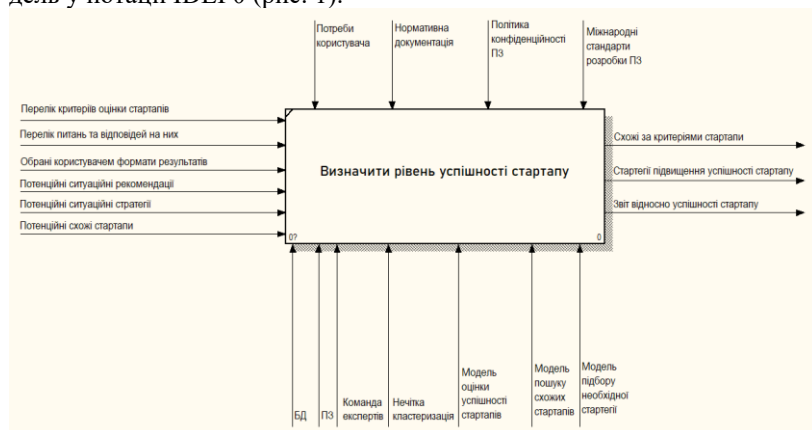 дель у нотації IDEF0 (рис. 1).
Потреби
користувача
Нормативна
документація
Політика
конфіденційності
ПЗ
Міжнародні
стандарти
розробки ПЗ
Перелік критеріїв оцінки стартапів
Перелік питань та відповідей на них
Обрані користувачем формати результатів
Потенційні ситуаційні рекомендації
Потенційні ситуаційні стратегії
Потенційні схожі стартапи
Визначити рівень успішності стартапу
0?
0
Схожі за критеріями стартапи
Стартегії підвищення успішності стартапу
Звіт відносно успішності стартапу
БД
ПЗ
Команда
експертів
Нечітка
кластеризація
Модель
оцінки
успішності
стартапів
Модель
пошуку
схожих
стартапів
Модель
підбору
необхідної
стартегії